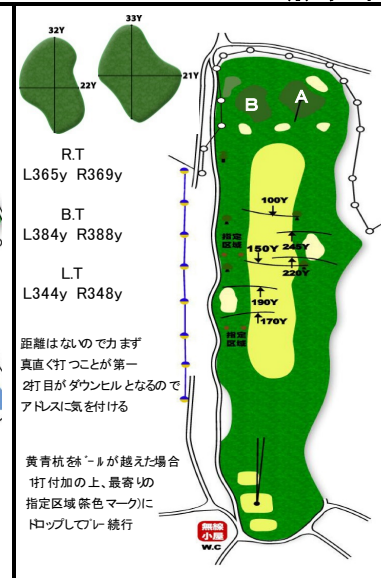 32Y
33Y
22Y
21Y
R.T
L365y R369y
B.T
L384y R388y
L.T
L344y R348y
距離はないので力まず
真直ぐ打つことが第一
2打目がダウンヒルとなるので
アドレスに気を付ける
黄青杭をボールが越えた場合
1打付加の上、最寄りの
指定区域(茶色マーク)に
ドロップしてプレー続行
B
A
100Y
指定
区域
150Y
245Y
220Y
190Y
170Y
指定
区域
無線
小屋
W.C